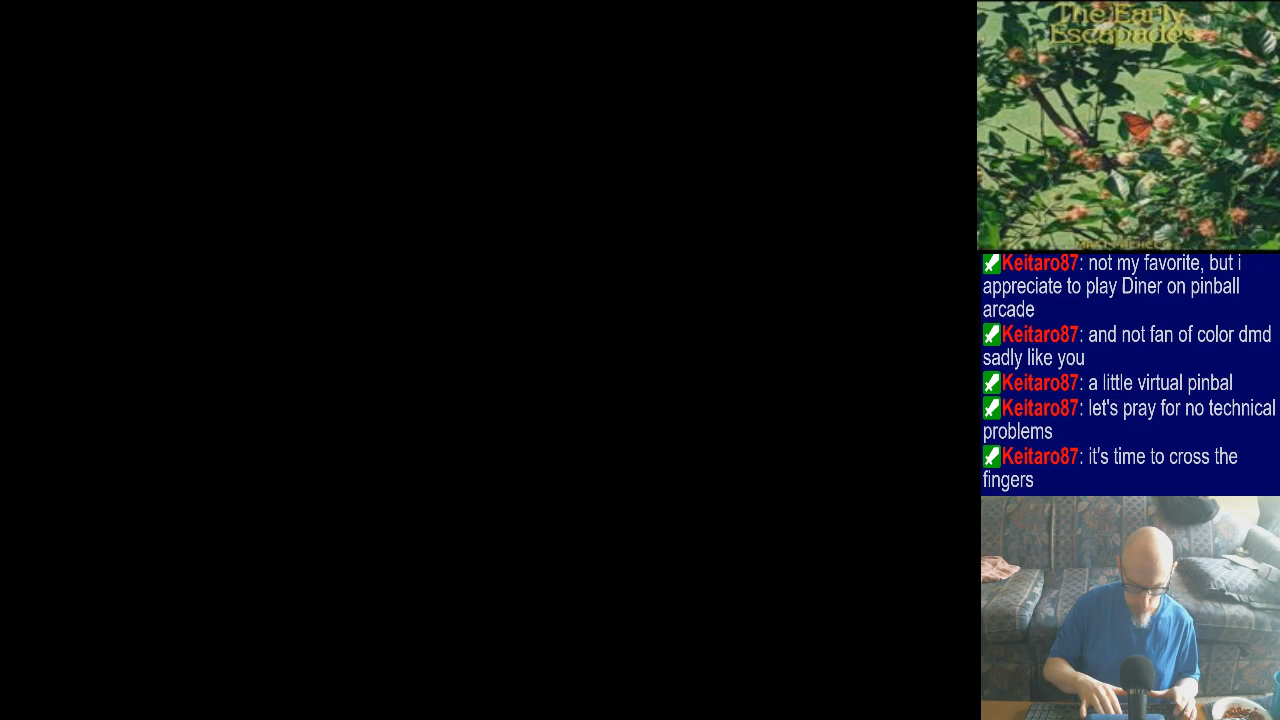 The Early
Escapades
Keitaro87: not my favorite, but i
appreciate to play Diner on pinball
arcade
Keitaro87: and not fan of color dmd
sadly like you
Keitaro87: a little virtual pinbal
Keitaro87: let's pray for no technical
problems
Keitaro87: it's time to cross the
fingers